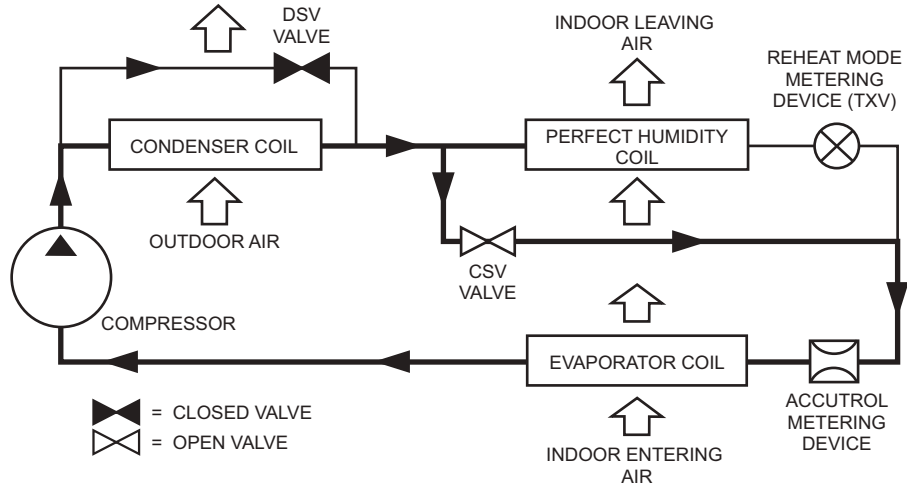 DSV
VALVE
INDOOR LEAVING
AIR
REHEAT MODE
METERING
DEVICE (TXV)
CONDENSER COIL
PERFECT HUMIDITY
COIL
OUTDOOR AIR
CSV
VALVE
COMPRESSOR
EVAPORATOR COIL
ACCUTROL
METERING
DEVICE
= CLOSED VALVE
= OPEN VALVE
INDOOR ENTERING
AIR